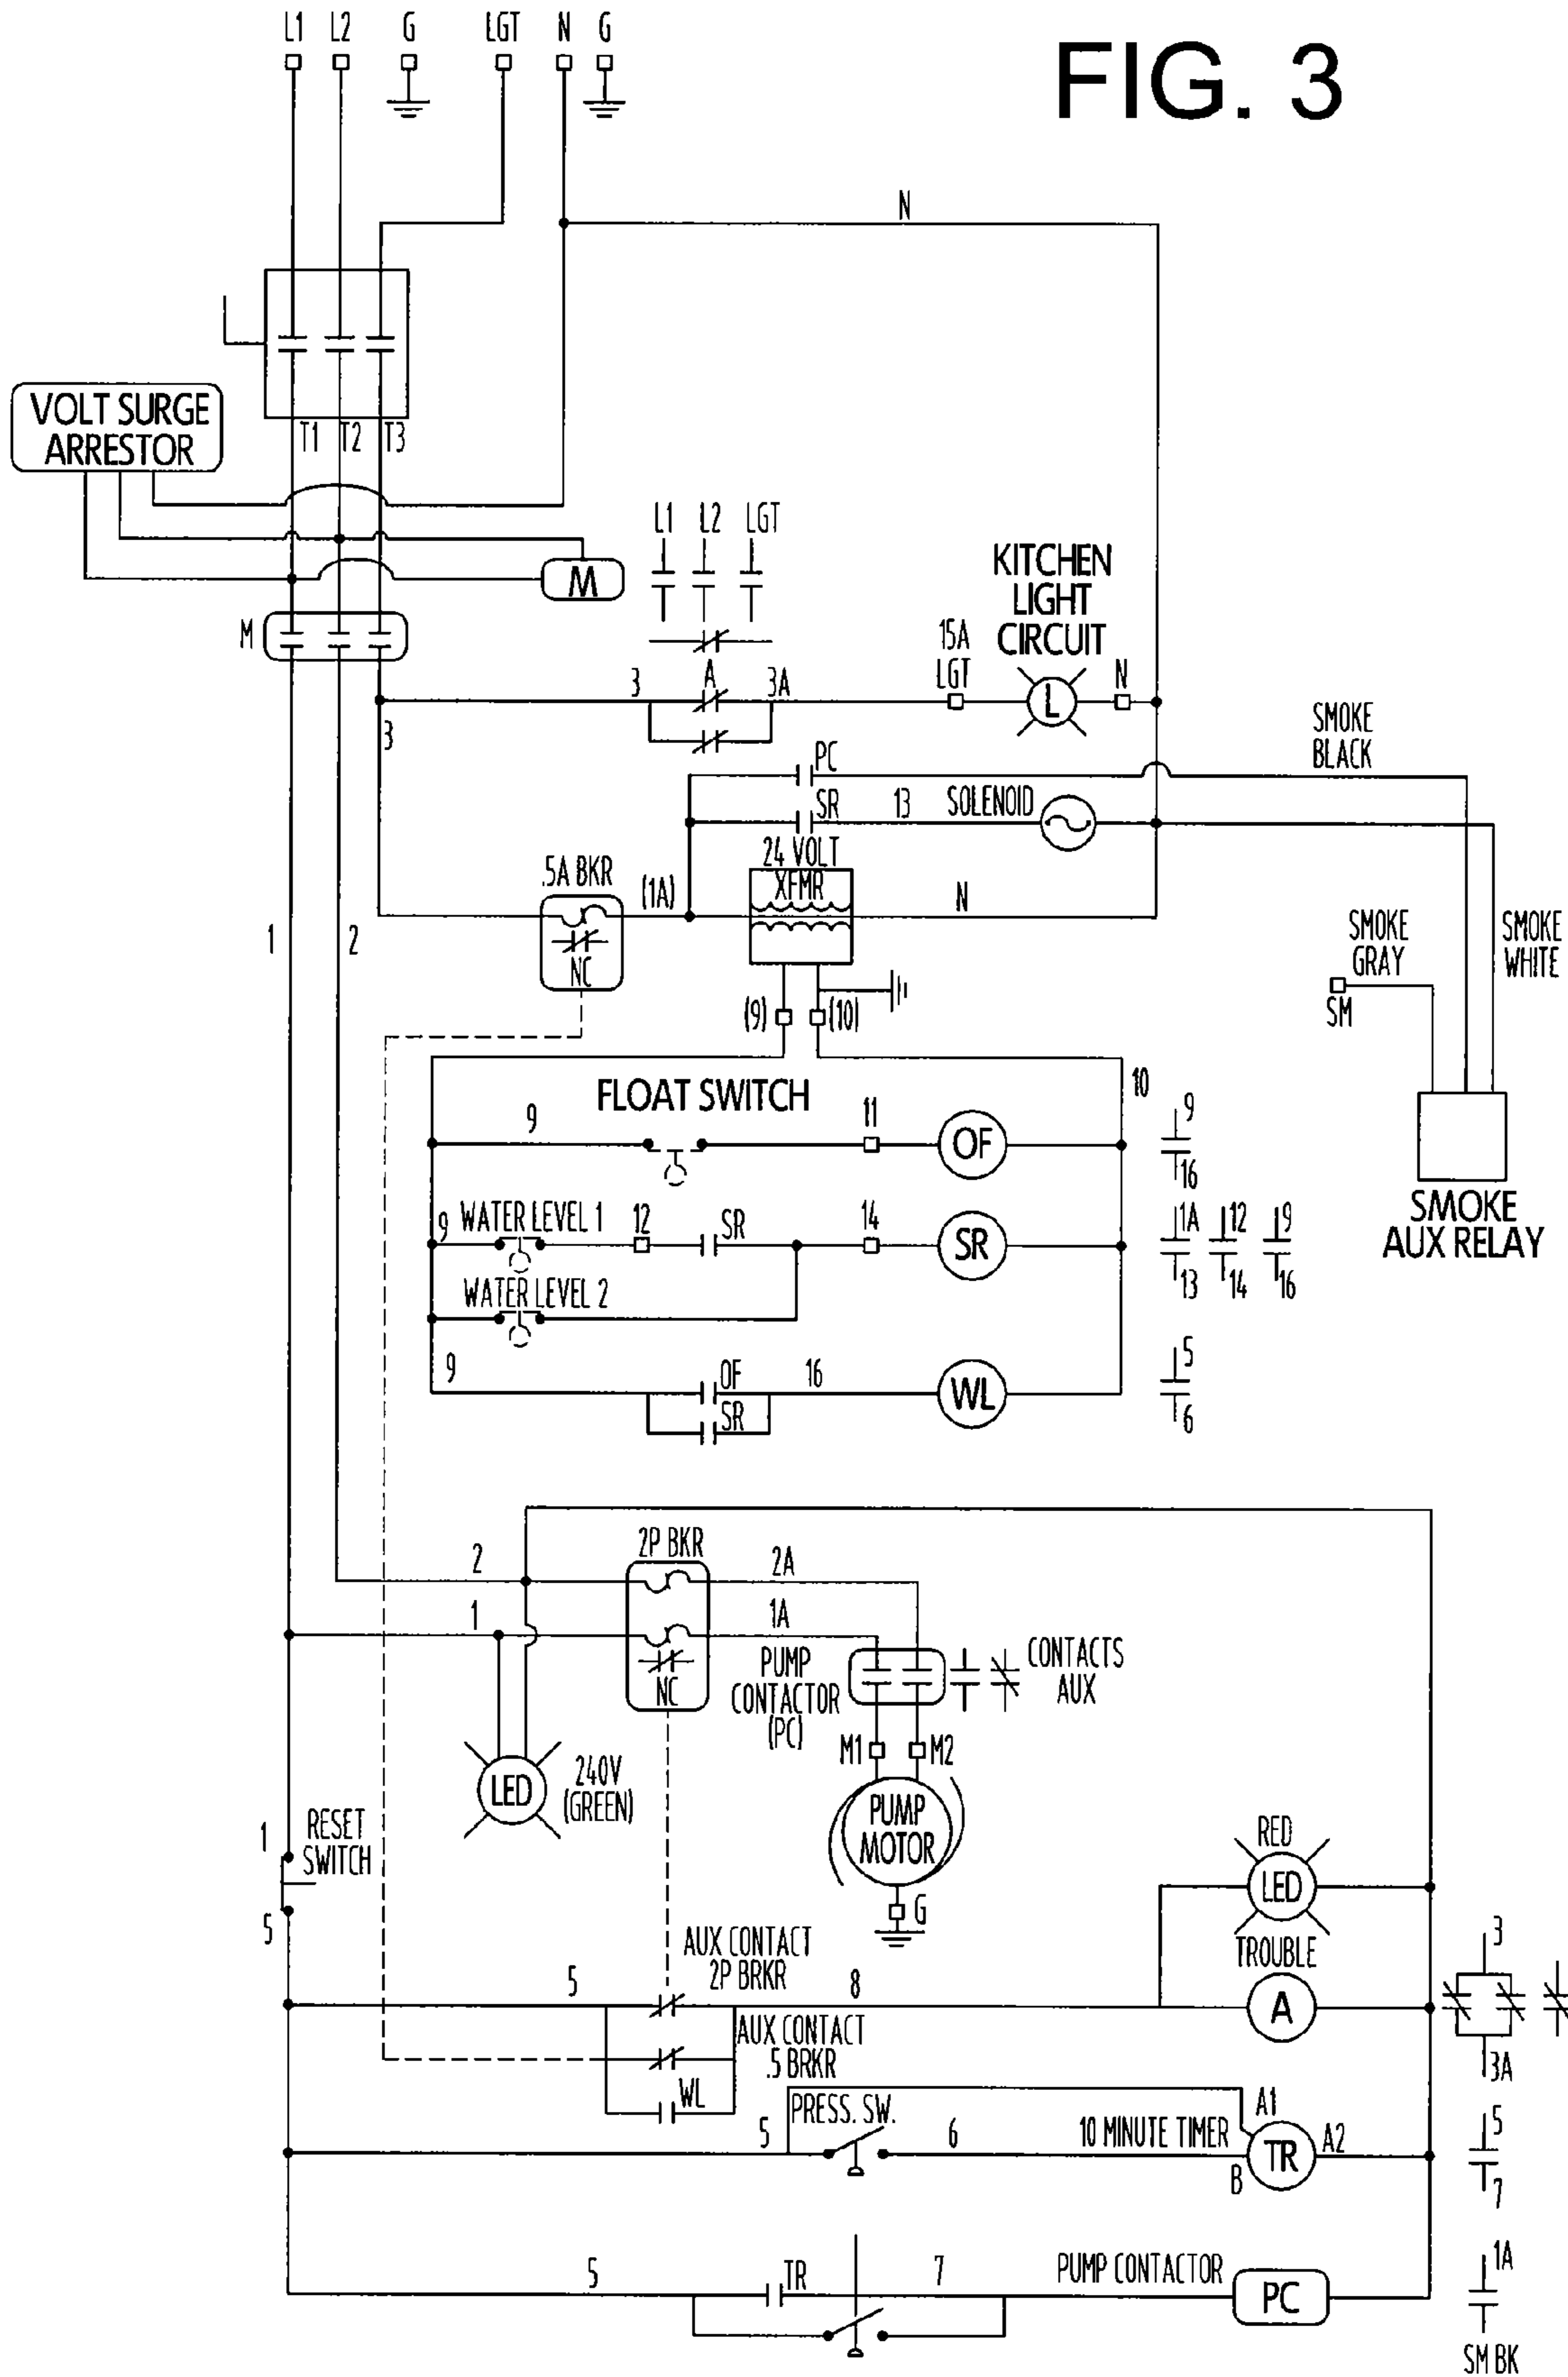 L1 L2 G LGT N G
FIG. 3
N
VOLT SURGE
ARRESTOR
T1 T2 T3
L1 L2 LGT
M
M
KITCHEN
LIGHT
CIRCUIT
15A
LGT
L
N
3 A 3A
3
SMOKE
BLACK
PC
SR 13 SOLENOID
24 VOLT
XFMR
.5A BKR
NC
(1A)
N
1 2
SMOKE
GRAY
SM
SMOKE
WHITE
(9) (10)
10
FLOAT SWITCH
9 11 OF
9
16
SMOKE
AUX RELAY
9 WATER LEVEL 1 12 SR 14 SR
1A 12 9
13 14 16
WATER LEVEL 2
9 OF 16 WL
SR
5
6
2 2P BKR 2A
1 1A
NC
PUMP
CONTACTOR
(PC)
CONTACTS
AUX
M1 M2
LED 240V
(GREEN)
PUMP
MOTOR
G
1 RESET
SWITCH
5
RED
LED
TROUBLE
A
3
3A
AUX CONTACT
2P BRKR
5 8
AUX CONTACT
.5 BRKR
WL
PRESS. SW.
5 6 10 MINUTE TIMER
A1
TR A2
B
5
7
5 TR 7 PUMP CONTACTOR PC
1A
SM BK